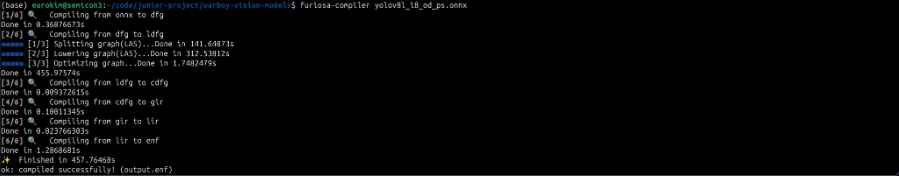 (base) eurokim@semicon3:~/code/junior-project/warboy-vision-models$ furiosa-compiler yolov8l_i8_od_ps.onnx
[1/6] 🔍 Compiling from onnx to dfg
Done in 0.36876673s
[2/6] 🔍 Compiling from dfg to ldfg
▪▪▪▪▪ [1/3] Splitting graph(LAS)...Done in 141.64073s
▪▪▪▪▪ [2/3] Lowering graph(LAS)...Done in 312.53812s
▪▪▪▪▪ [3/3] Optimizing graph...Done in 1.7482479s
Done in 455.97574s
[3/6] 🔍 Compiling from ldfg to cdfg
Done in 0.009372615s
[4/6] 🔍 Compiling from cdfg to gir
Done in 0.10011345s
[5/6] 🔍 Compiling from gir to lir
Done in 0.023766303s
[6/6] 🔍 Compiling from lir to enf
Done in 1.2868681s
✨ Finished in 457.76468s
ok: compiled successfully! (output.enf)